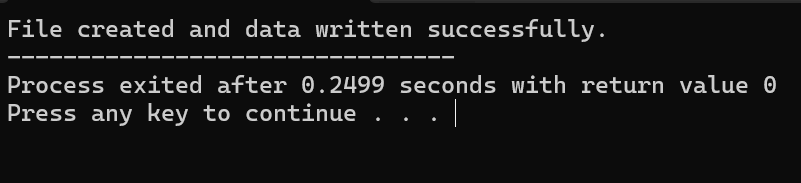 File created and data written successfully.
--------------------------------
Process exited after 0.2499 seconds with return value 0
Press any key to continue . . .